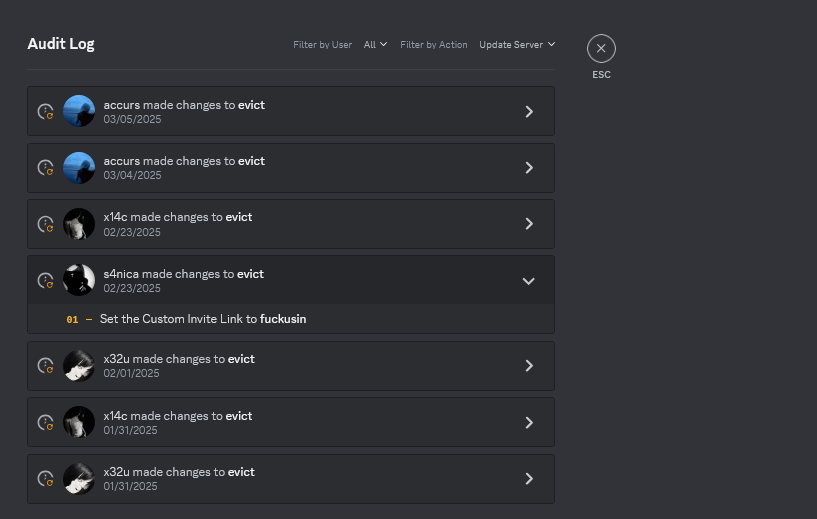 Audit Log Filter by User All Filter by Action Update Server
ESC
accurs made changes to evict
03/05/2025
accurs made changes to evict
03/04/2025
x14c made changes to evict
02/23/2025
s4nica made changes to evict
02/23/2025
01 – Set the Custom Invite Link to fuckusin
x32u made changes to evict
02/01/2025
x14c made changes to evict
01/31/2025
x32u made changes to evict
01/31/2025